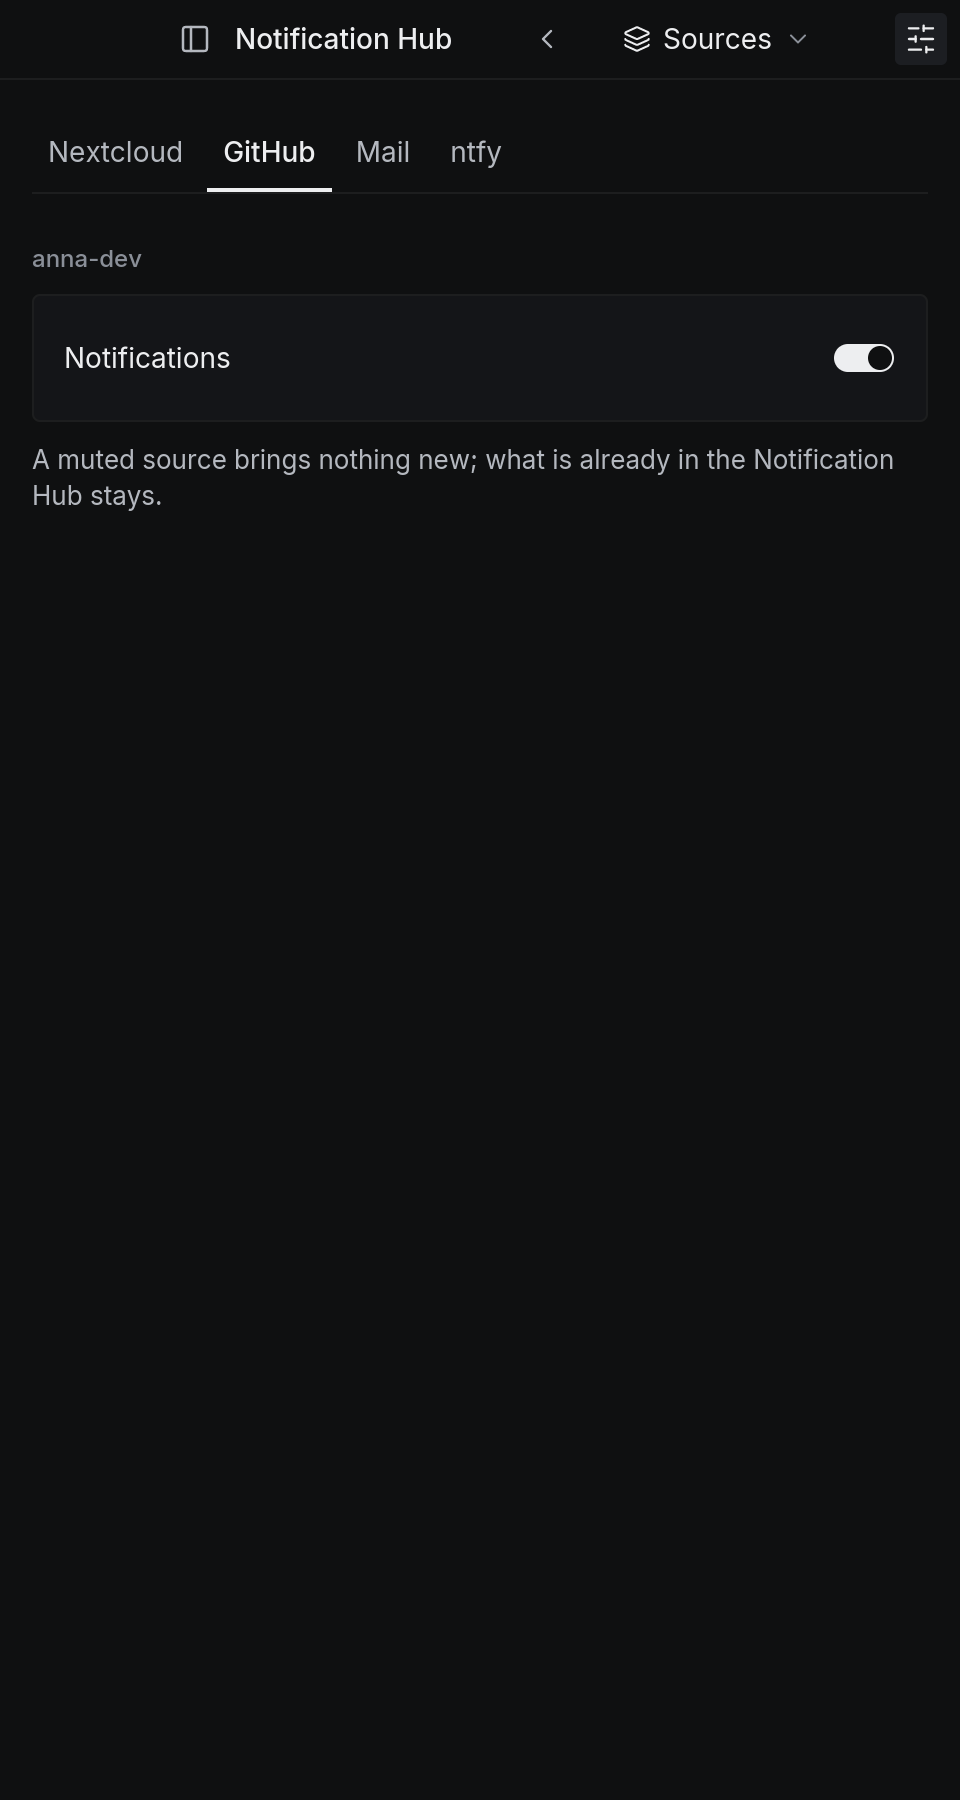 Notification Hub
Sources
Nextcloud GitHub Mail ntfy
anna-dev
Notifications
A muted source brings nothing new; what is already in the Notification
Hub stays.